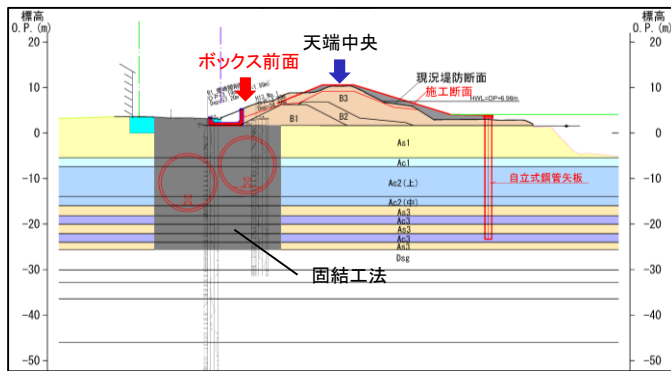 標高
O.P.(m)
標高
O.P.(m)
天端中央
ボックス前面
現況堤防断面
施工断面
HWL=OP+6.98m
20
10
0
-10
-20
-30
-40
-50
20
10
0
-10
-20
-30
-40
-50
B3
B1
B2
As1
Ac1
Ac2(上)
自立式鋼管矢板
Ac2(中)
As3
Ac3
As3
Ac3
As3
Dsg
固結工法